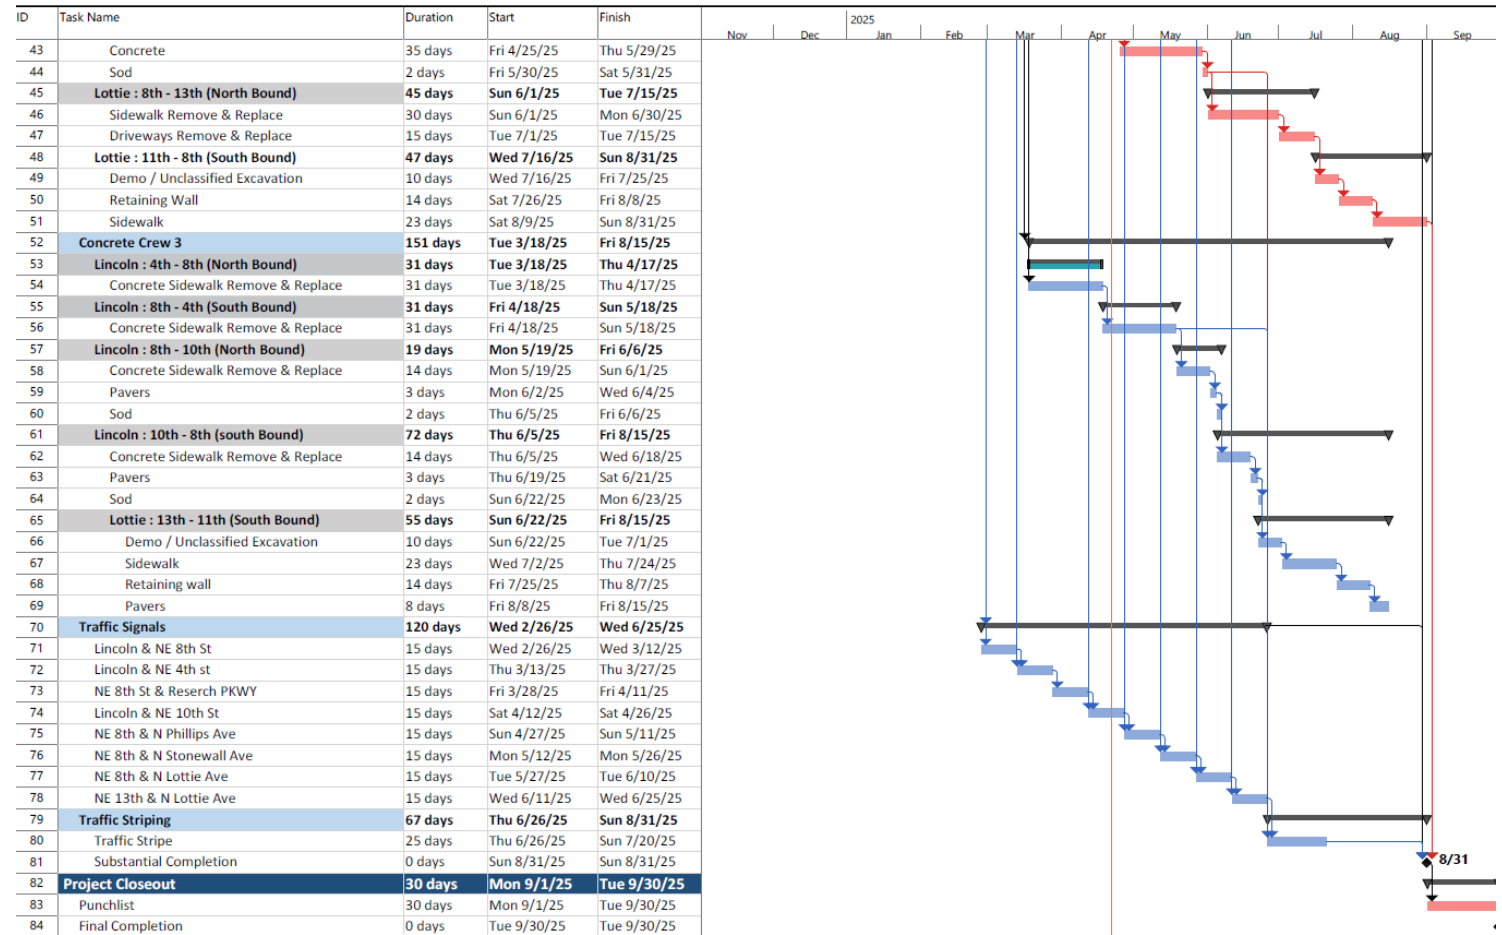 ID Task Name Duration Start Finish 2025
Nov Dec Jan Feb Mar Apr May Jun Jul Aug Sep
43 Concrete 35 days Fri 4/25/25 Thu 5/29/25
44 Sod 2 days Fri 5/30/25 Sat 5/31/25
45 Lottie : 8th - 13th (North Bound) 45 days Sun 6/1/25 Tue 7/15/25
46 Sidewalk Remove & Replace 30 days Sun 6/1/25 Mon 6/30/25
47 Driveways Remove & Replace 15 days Tue 7/1/25 Tue 7/15/25
48 Lottie : 11th - 8th (South Bound) 47 days Wed 7/16/25 Sun 8/31/25
49 Demo / Unclassified Excavation 10 days Wed 7/16/25 Fri 7/25/25
50 Retaining Wall 14 days Sat 7/26/25 Fri 8/8/25
51 Sidewalk 23 days Sat 8/9/25 Sun 8/31/25
52 Concrete Crew 3 151 days Tue 3/18/25 Fri 8/15/25
53 Lincoln : 4th - 8th (North Bound) 31 days Tue 3/18/25 Thu 4/17/25
54 Concrete Sidewalk Remove & Replace 31 days Tue 3/18/25 Thu 4/17/25
55 Lincoln : 8th - 4th (South Bound) 31 days Fri 4/18/25 Sun 5/18/25
56 Concrete Sidewalk Remove & Replace 31 days Fri 4/18/25 Sun 5/18/25
57 Lincoln : 8th - 10th (North Bound) 19 days Mon 5/19/25 Fri 6/6/25
58 Concrete Sidewalk Remove & Replace 14 days Mon 5/19/25 Sun 6/1/25
59 Pavers 3 days Mon 6/2/25 Wed 6/4/25
60 Sod 2 days Thu 6/5/25 Fri 6/6/25
61 Lincoln : 10th - 8th (south Bound) 72 days Thu 6/5/25 Fri 8/15/25
62 Concrete Sidewalk Remove & Replace 14 days Thu 6/5/25 Wed 6/18/25
63 Pavers 3 days Thu 6/19/25 Sat 6/21/25
64 Sod 2 days Sun 6/22/25 Mon 6/23/25
65 Lottie : 13th - 11th (South Bound) 55 days Sun 6/22/25 Fri 8/15/25
66 Demo / Unclassified Excavation 10 days Sun 6/22/25 Tue 7/1/25
67 Sidewalk 23 days Wed 7/2/25 Thu 7/24/25
68 Retaining wall 14 days Fri 7/25/25 Thu 8/7/25
69 Pavers 8 days Fri 8/8/25 Fri 8/15/25
70 Traffic Signals 120 days Wed 2/26/25 Wed 6/25/25
71 Lincoln & NE 8th St 15 days Wed 2/26/25 Wed 3/12/25
72 Lincoln & NE 4th st 15 days Thu 3/13/25 Thu 3/27/25
73 NE 8th St & Reserch PKWY 15 days Fri 3/28/25 Fri 4/11/25
74 Lincoln & NE 10th St 15 days Sat 4/12/25 Sat 4/26/25
75 NE 8th & N Phillips Ave 15 days Sun 4/27/25 Sun 5/11/25
76 NE 8th & N Stonewall Ave 15 days Mon 5/12/25 Mon 5/26/25
77 NE 8th & N Lottie Ave 15 days Tue 5/27/25 Tue 6/10/25
78 NE 13th & N Lottie Ave 15 days Wed 6/11/25 Wed 6/25/25
79 Traffic Striping 67 days Thu 6/26/25 Sun 8/31/25
80 Traffic Stripe 25 days Thu 6/26/25 Sun 7/20/25
81 Substantial Completion 0 days Sun 8/31/25 Sun 8/31/25 8/31
82 Project Closeout 30 days Mon 9/1/25 Tue 9/30/25
83 Punchlist 30 days Mon 9/1/25 Tue 9/30/25
84 Final Completion 0 days Tue 9/30/25 Tue 9/30/25